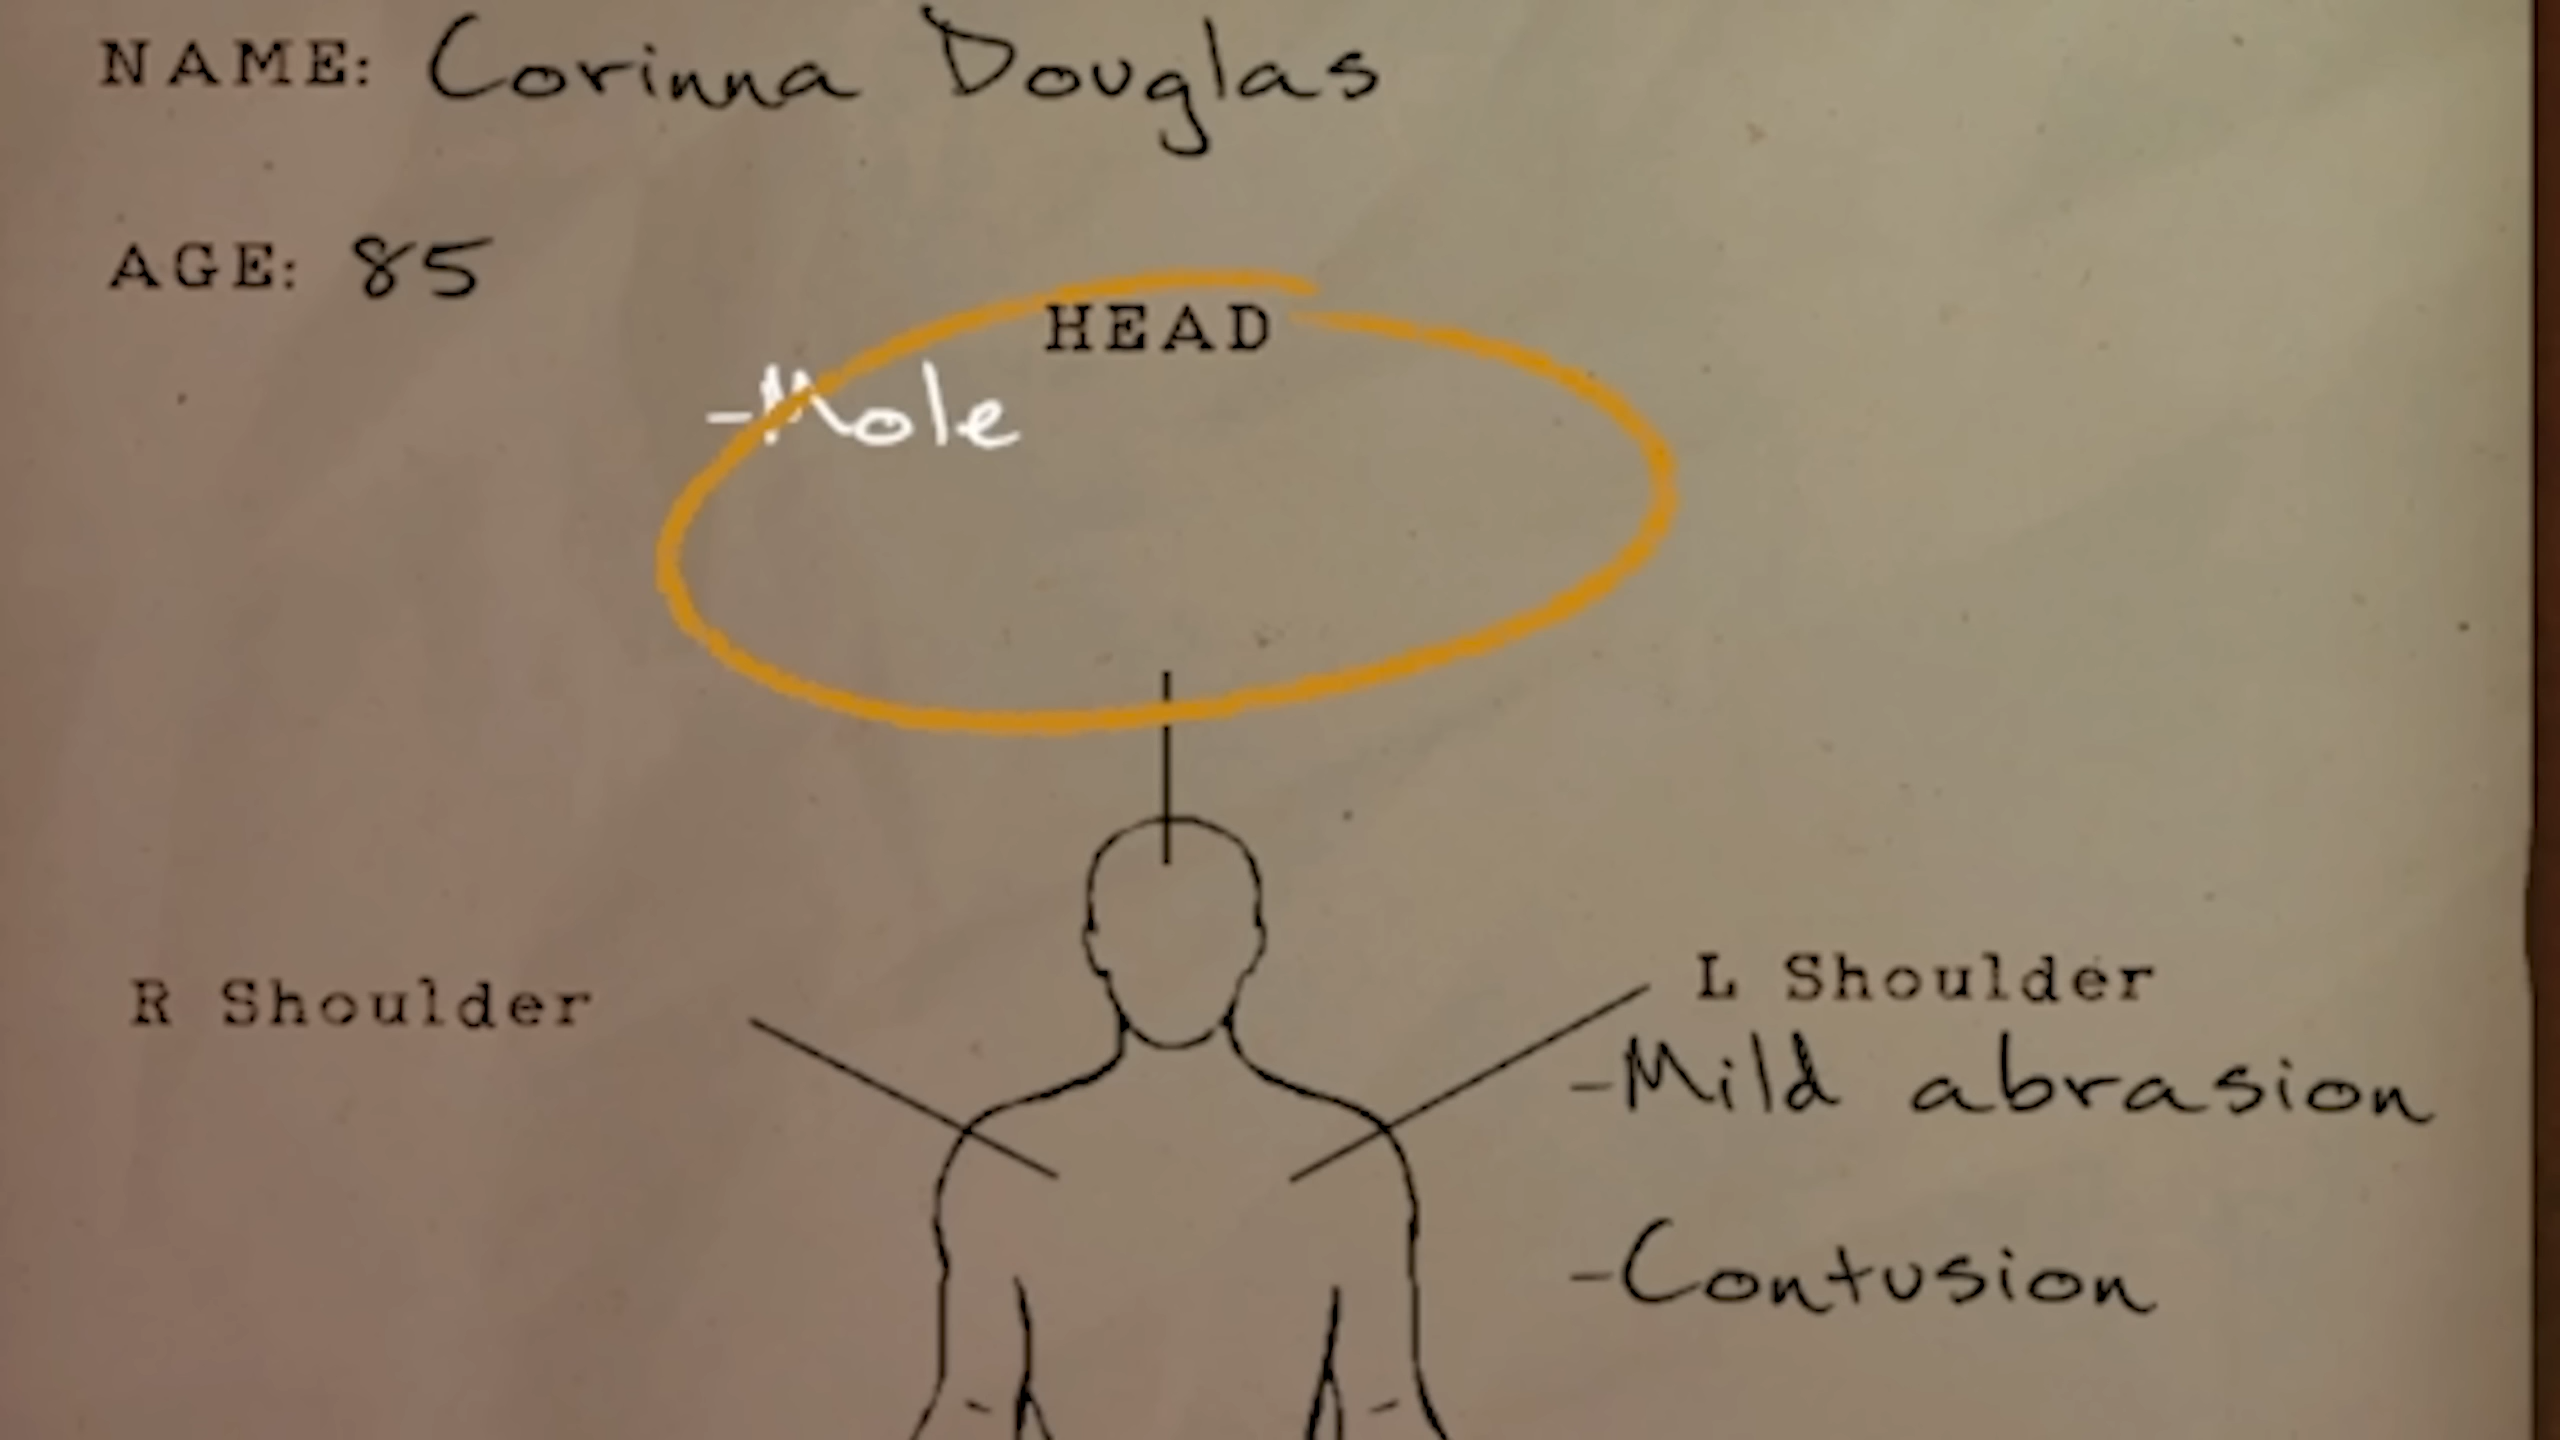 NAME: Corinna Douglas
AGE: 85
HEAD
-Mole
R Shoulder
L Shoulder
-Mild abrasion
-Contusion